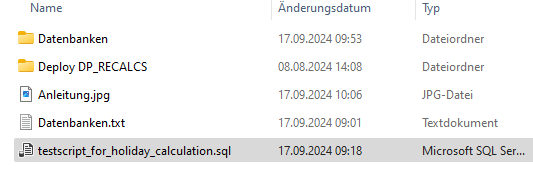 Name Änderungsdatum Typ
Datenbanken 17.09.2024 09:53 Dateiordner
Deploy DP_RECALCS 08.08.2024 14:08 Dateiordner
Anleitung.jpg 17.09.2024 10:06 JPG-Datei
Datenbanken.txt 17.09.2024 09:01 Textdokument
testscript_for_holiday_calculation.sql 17.09.2024 09:18 Microsoft SQL Ser...